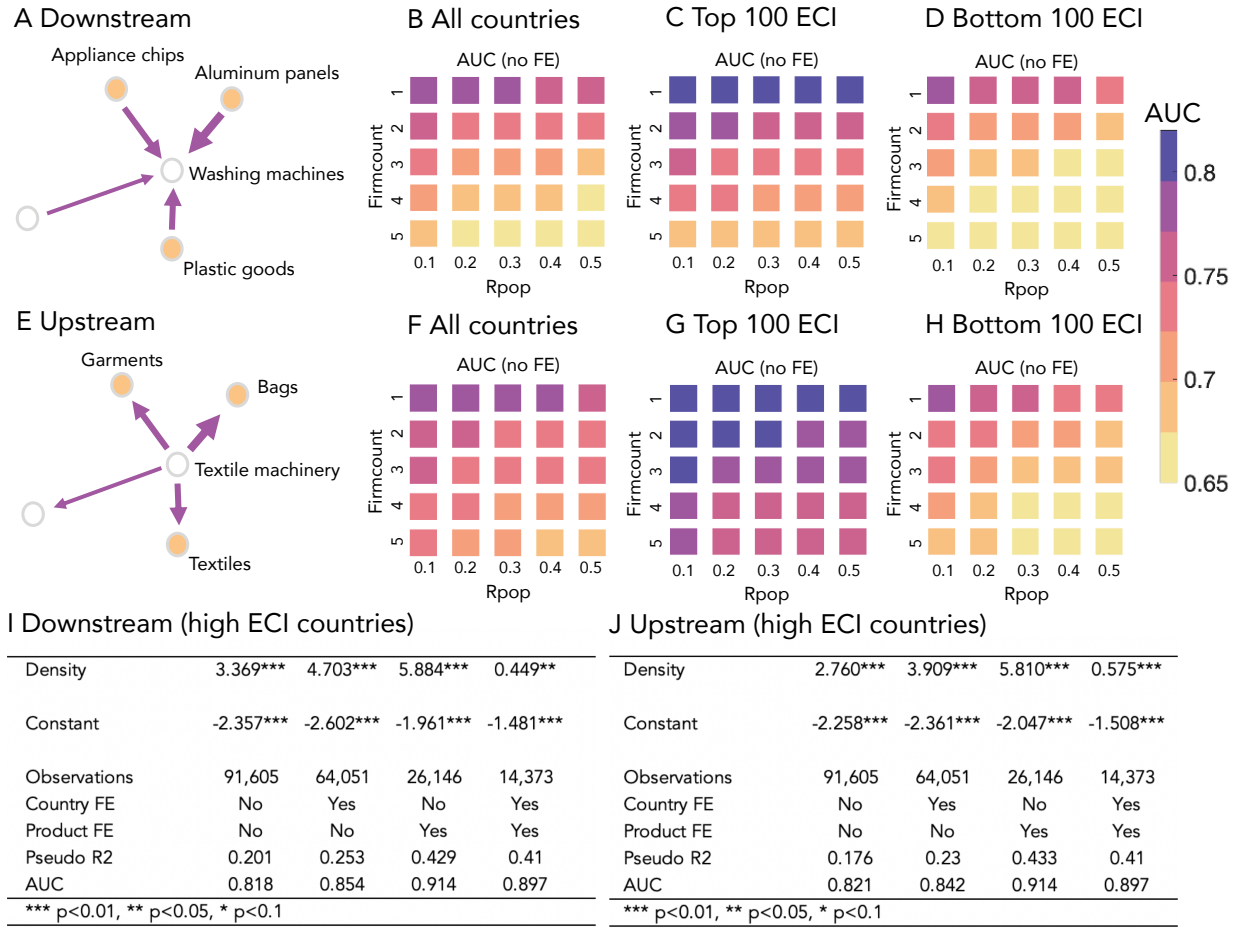 A Downstream
Appliance chips
Aluminum panels
Washing machines
Plastic goods
B All countries
AUC (no FE)
Firmcount
1
2
3
4
5
0.1 0.2 0.3 0.4 0.5
Rpop
C Top 100 ECI
AUC (no FE)
Firmcount
1
2
3
4
5
0.1 0.2 0.3 0.4 0.5
Rpop
D Bottom 100 ECI
AUC (no FE)
Firmcount
1
2
3
4
5
0.1 0.2 0.3 0.4 0.5
Rpop
AUC
0.8
0.75
0.7
0.65
E Upstream
Garments
Bags
Textile machinery
Textiles
F All countries
AUC (no FE)
Firmcount
1
2
3
4
5
0.1 0.2 0.3 0.4 0.5
Rpop
G Top 100 ECI
AUC (no FE)
Firmcount
1
2
3
4
5
0.1 0.2 0.3 0.4 0.5
Rpop
H Bottom 100 ECI
AUC (no FE)
Firmcount
1
2
3
4
5
0.1 0.2 0.3 0.4 0.5
Rpop
I Downstream (high ECI countries)
Density 3.369*** 4.703*** 5.884*** 0.449**
Constant -2.357*** -2.602*** -1.961*** -1.481***
Observations 91,605 64,051 26,146 14,373
Country FE No Yes No Yes
Product FE No No Yes Yes
Pseudo R2 0.201 0.253 0.429 0.41
AUC 0.818 0.854 0.914 0.897
*** p<0.01, ** p<0.05, * p<0.1
J Upstream (high ECI countries)
Density 2.760*** 3.909*** 5.810*** 0.575***
Constant -2.258*** -2.361*** -2.047*** -1.508***
Observations 91,605 64,051 26,146 14,373
Country FE No Yes No Yes
Product FE No No Yes Yes
Pseudo R2 0.176 0.23 0.433 0.41
AUC 0.821 0.842 0.914 0.897
*** p<0.01, ** p<0.05, * p<0.1